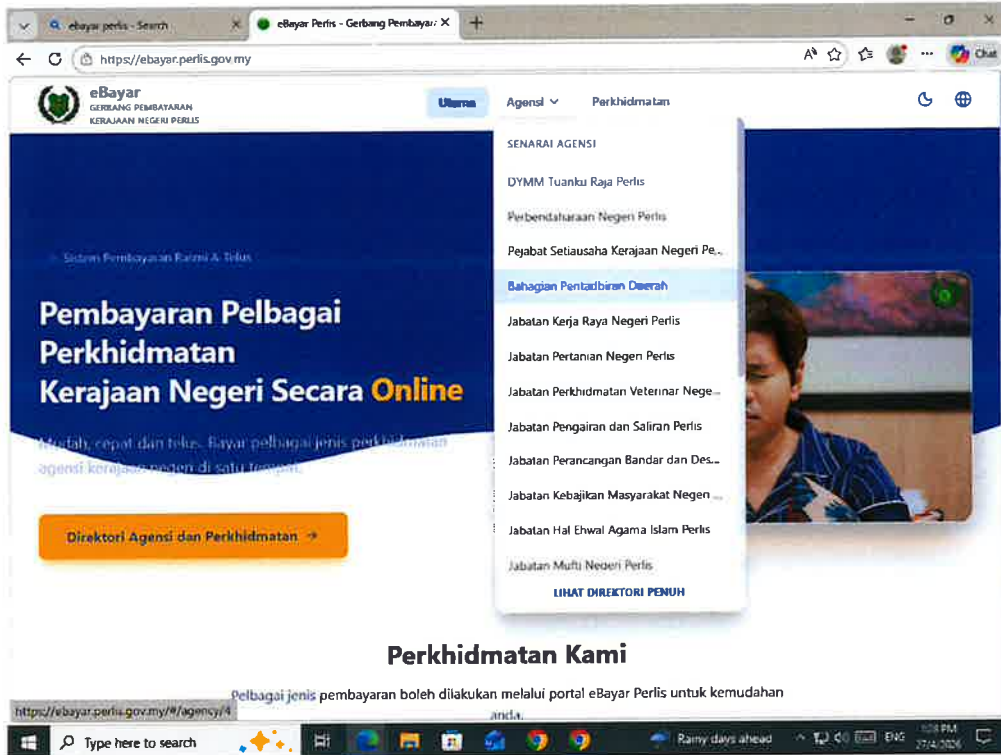 ebayar perlis - Search
eBayar Perlis - Gerbang Pembayar
https://ebayar.perlis.gov.my
Chat
eBayar
GERBANG PEMBAYARAN
KERAJAAN NEGERI PERLIS
Utama
Agensi
Perkhidmatan
SENARAI AGENSI
DYMM Tuanku Raja Perlis
Perbendaharaan Negeri Perlis
Pejabat Setiausaha Kerajaan Negeri Pe...
Bahagian Pentadbiran Daerah
Jabatan Kerja Raya Negeri Perlis
Jabatan Pertanian Negeri Perlis
Jabatan Perkhidmatan Veterinar Nege...
Jabatan Pengairan dan Saliran Perlis
Jabatan Perancangan Bandar dan Des...
Jabatan Kebajikan Masyarakat Negeri ...
Jabatan Hal Ehwal Agama Islam Perlis
Jabatan Mufti Negeri Perlis
LIHAT DIREKTORI PENUH
Sistem Pembayaran Rasmi & Telus
Pembayaran Pelbagai
Perkhidmatan
Kerajaan Negeri Secara Online
Mudah, cepat dan telus. Bayar pelbagai jenis perkhidmatan
agensi kerajaan negeri di satu tempat.
Direktori Agensi dan Perkhidmatan →
Perkhidmatan Kami
Pelbagai jenis pembayaran boleh dilakukan melalui portal eBayar Perlis untuk kemudahan
anda.
https://ebayar.perlis.gov.my/#/agency/4
Type here to search
Rainy days ahead
ENG